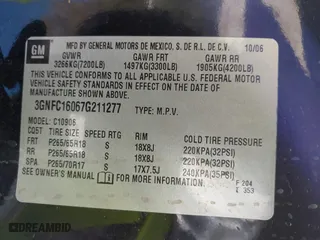 GM
MFD BY GENERAL MOTORS DE MEXICO, S. DE R.L. DE C.V. 10/06
GVWR GAWR FRT GAWR RR
3266KG(7200LB) 1497KG(3300LB) 1905KG(4200LB)
THIS VEHICLE CONFORMS TO ALL APPLICABLE U.S. FEDERAL MOTOR
VEHICLE SAFETY STANDARDS IN EFFECT ON THE DATE OF
MANUFACTURE SHOWN ABOVE.
3GNFC16067G211277 TYPE: M.P.V.
MODEL: C10906
TIRE SIZE SPEED RTG RIM COLD TIRE PRESSURE
FRT P265/65R18 S 18X8J 220KPA(32PSI)
RR P265/65R18 S 18X8J 220KPA(32PSI)
SPA P265/70R17 S 17X7.5J 240KPA(35PSI)
SEE OWNER'S MANUAL FOR ADDITIONAL INFORMATION
F 204
I 353